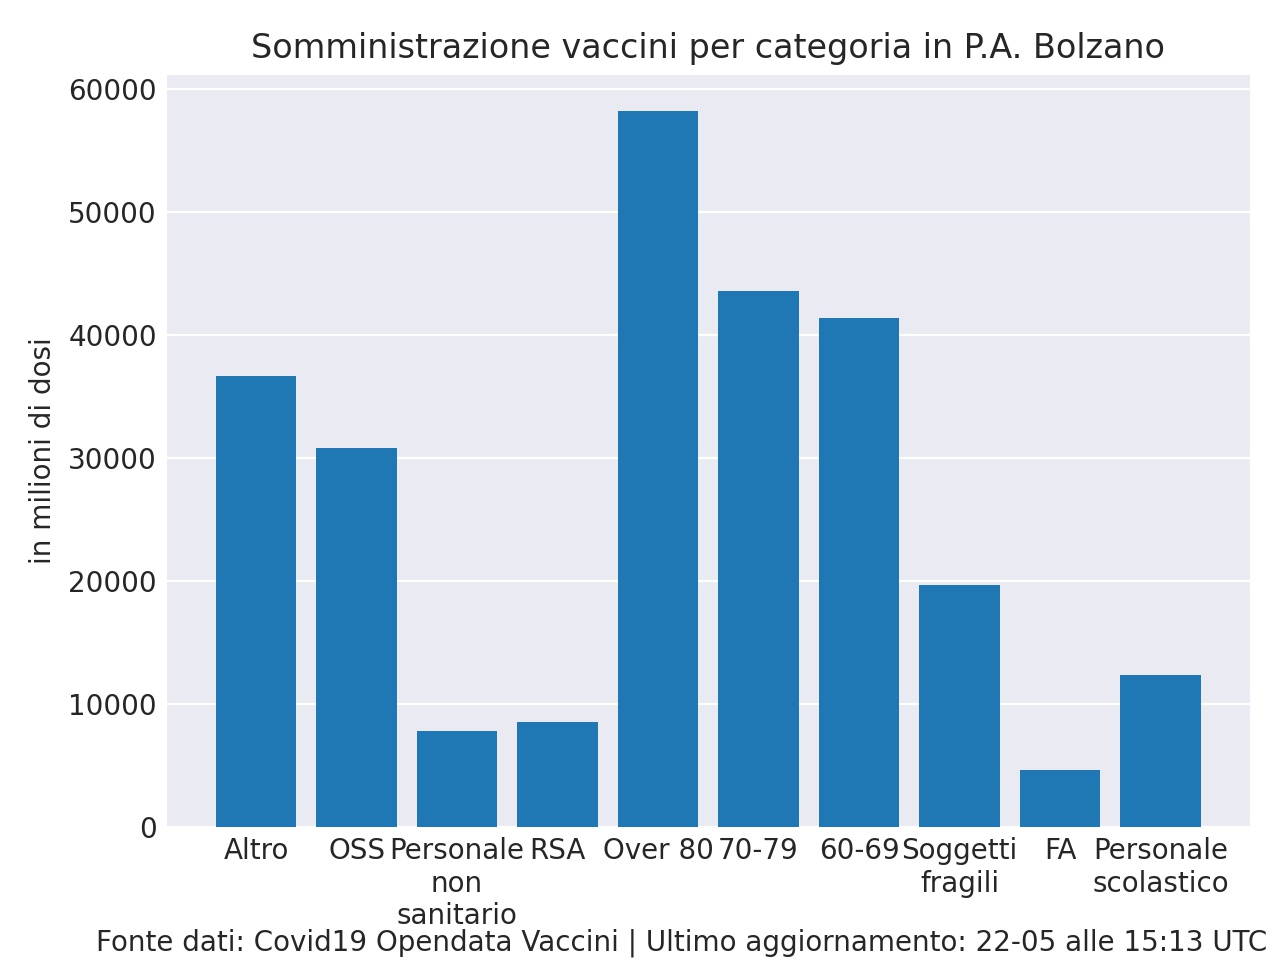 Somministrazione vaccini per categoria in P.A. Bolzano
in milioni di dosi
60000
50000
40000
30000
20000
10000
0
Altro
OSS
Personale
non
sanitario
RSA
Over 80
70-79
60-69
Soggetti
fragili
FA
Personale
scolastico
Fonte dati: Covid19 Opendata Vaccini | Ultimo aggiornamento: 22-05 alle 15:13 UTC